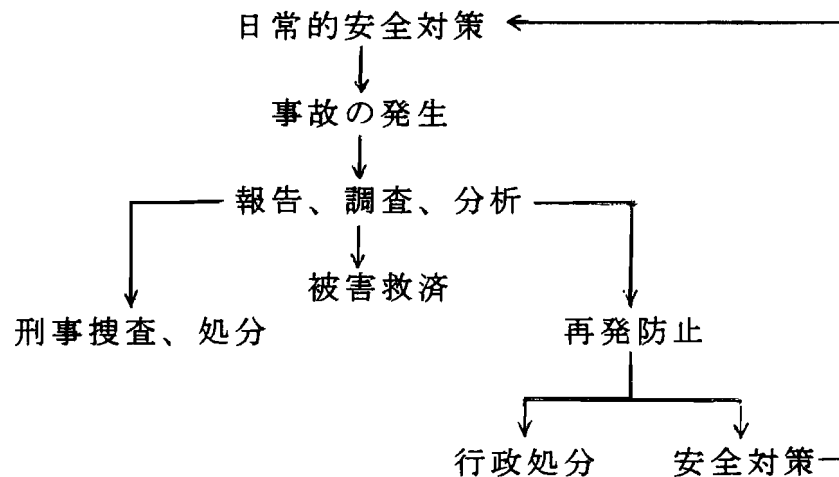 日常的安全対策
事故の発生
報告、調査、分析
被害救済
刑事捜査、処分
再発防止
行政処分
安全対策